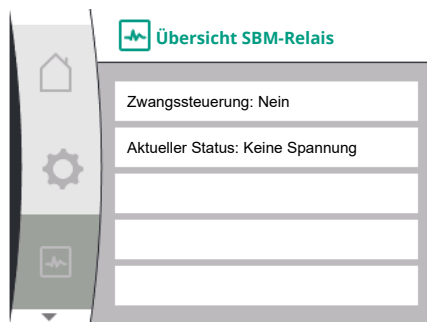 Übersicht SBM-Relais
Zwangssteuerung: Nein
Aktueller Status: Keine Spannung